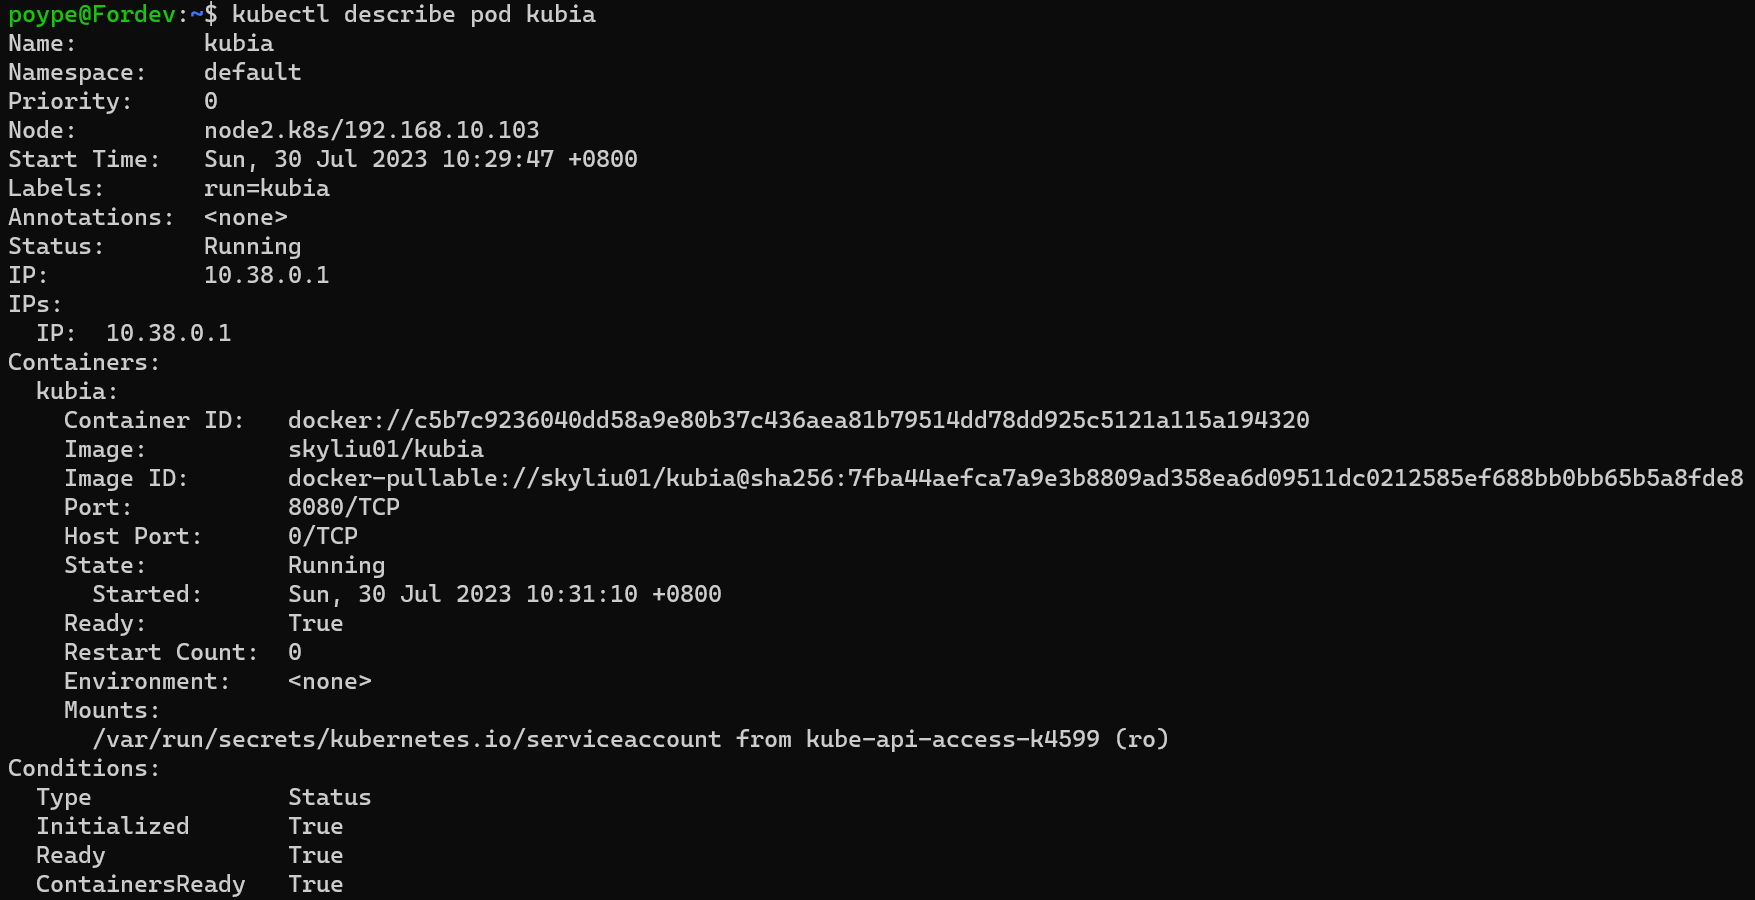 poype@Fordev:~$ kubectl describe pod kubia
Name:         kubia
Namespace:    default
Priority:     0
Node:         node2.k8s/192.168.10.103
Start Time:   Sun, 30 Jul 2023 10:29:47 +0800
Labels:       run=kubia
Annotations:  <none>
Status:       Running
IP:           10.38.0.1
IPs:
  IP:  10.38.0.1
Containers:
  kubia:
    Container ID:   docker://c5b7c9236040dd58a9e80b37c436aea81b79514dd78dd925c5121a115a194320
    Image:          skyliu01/kubia
    Image ID:       docker-pullable://skyliu01/kubia@sha256:7fba44aefca7a9e3b8809ad358ea6d09511dc0212585ef688bb0bb65b5a8fde8
    Port:           8080/TCP
    Host Port:      0/TCP
    State:          Running
      Started:      Sun, 30 Jul 2023 10:31:10 +0800
    Ready:          True
    Restart Count:  0
    Environment:    <none>
    Mounts:
      /var/run/secrets/kubernetes.io/serviceaccount from kube-api-access-k4599 (ro)
Conditions:
  Type              Status
  Initialized       True
  Ready             True
  ContainersReady   True